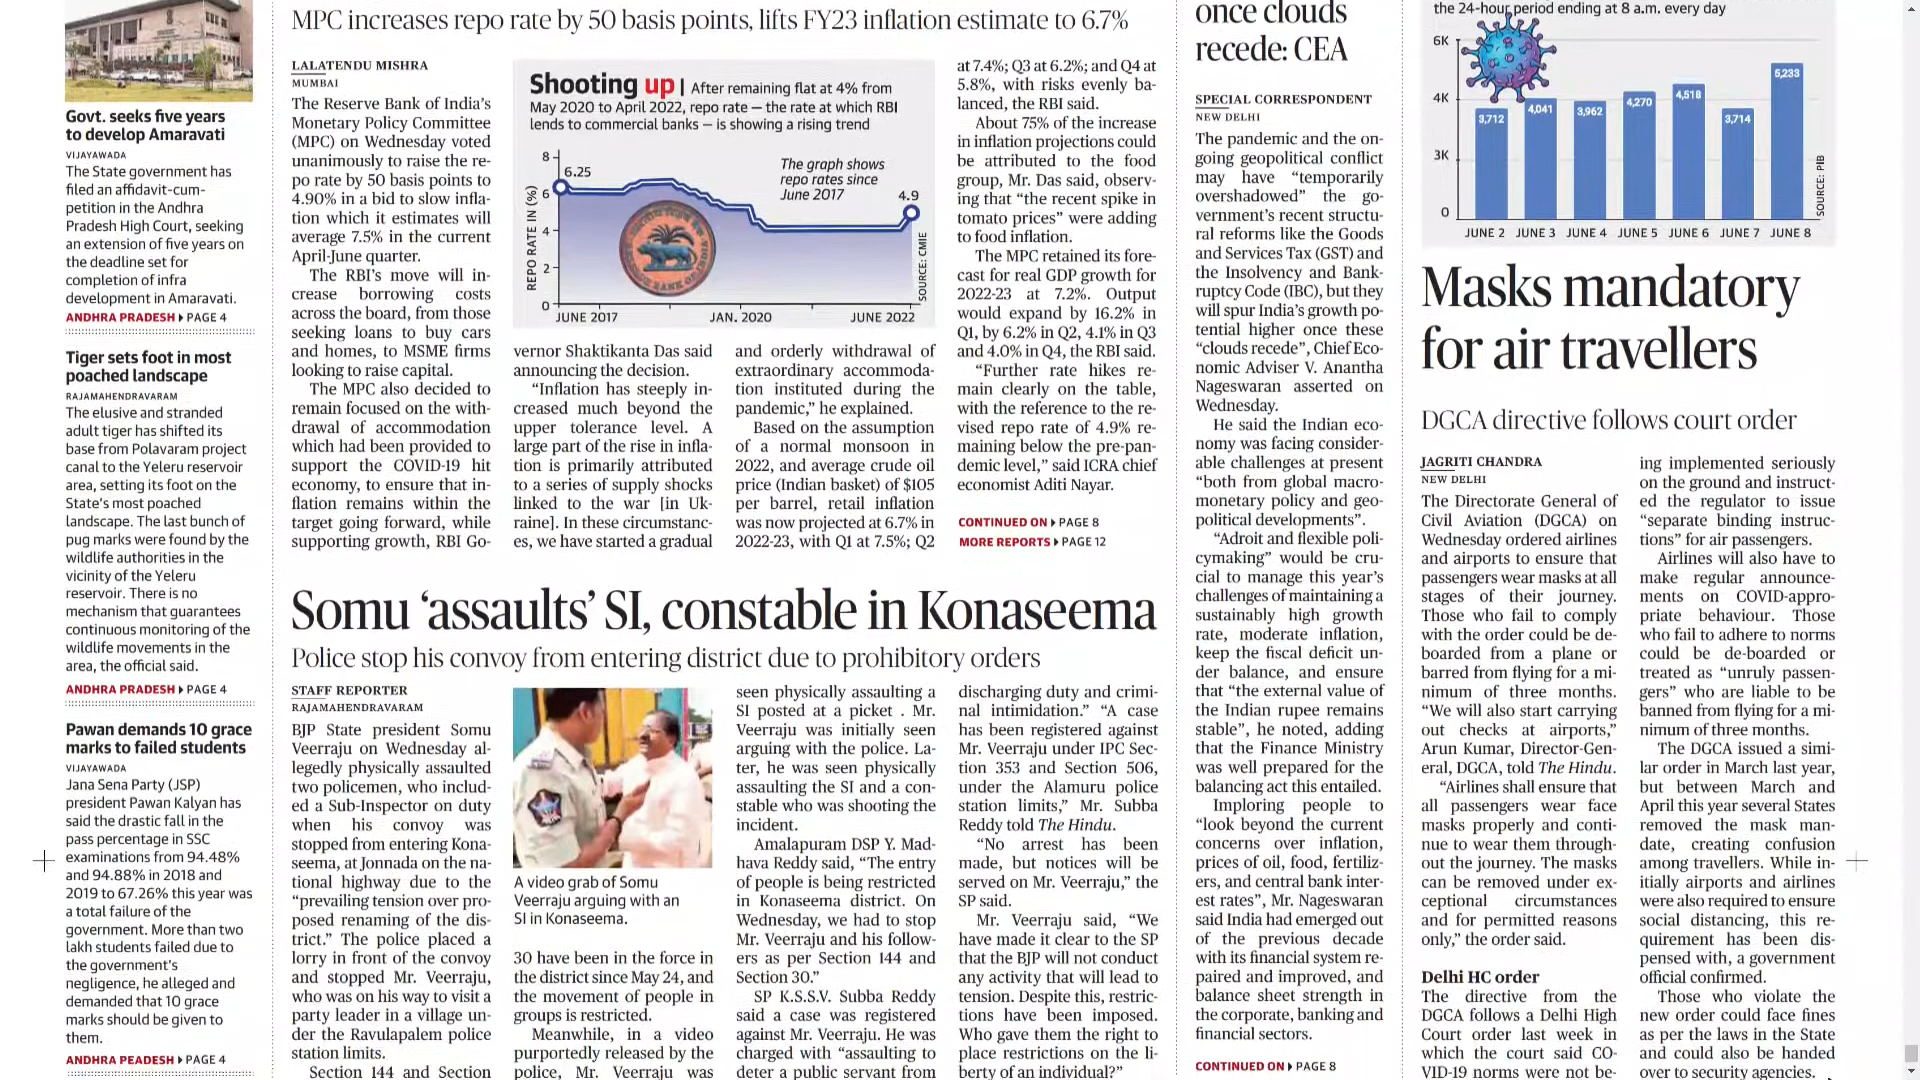 Govt. seeks five years
to develop Amaravati
VIJAYAWADA
The State government has
filed an affidavit-cum-
petition in the Andhra
Pradesh High Court, seeking
an extension of five years on
the deadline set for
completion of infra
development in Amaravati.
ANDHRA PRADESH PAGE 4
Tiger sets foot in most
poached landscape
RAJAMAHENDRAVARAM
The elusive and stranded
adult tiger has shifted its
base from Polavaram project
canal to the Yeleru reservoir
area, setting its foot on the
State's most poached
landscape. The last bunch of
pug marks were found by the
wildlife authorities in the
vicinity of the Yeleru
reservoir. There is no
mechanism that guarantees
continuous monitoring of the
wildlife movements in the
area, the official said.
ANDHRA PRADESH PAGE 4
Pawan demands 10 grace
marks to failed students
VIJAYAWADA
Jana Sena Party (JSP)
president Pawan Kalyan has
said the drastic fall in the
pass percentage in SSC
examinations from 94.48%
and 94.88% in 2018 and
2019 to 67.26% this year was
a total failure of the
government. More than two
lakh students failed due to
the government's
negligence, he alleged and
demanded that 10 grace
marks should be given to
them.
ANDHRA PEADESH PAGE 4
MPC increases repo rate by 50 basis points, lifts FY23 inflation estimate to 6.7%
LALATENDU MISHRA
MUMBAI
The Reserve Bank of India's
Monetary Policy Committee
(MPC) on Wednesday voted
unanimously to raise the re-
po rate by 50 basis points to
4.90% in a bid to slow infla-
tion which it estimates will
average 7.5% in the current
April-June quarter.
The RBI's move will in-
crease borrowing costs
across the board, from those
seeking loans to buy cars
and homes, to MSME firms
looking to raise capital.
The MPC also decided to
remain focused on the with-
drawal of accommodation
which had been provided to
support the COVID-19 hit
economy, to ensure that in-
flation remains within the
target going forward, while
supporting growth, RBI Go-
Shooting up | After remaining flat at 4% from
May 2020 to April 2022, repo rate — the rate at which RBI
lends to commercial banks — is showing a rising trend
REPO RATE IN (%)
8
6
4
2
0
6.25
The graph shows
repo rates since
June 2017
4.9
JUNE 2017 JAN. 2020 JUNE 2022
SOURCE: CMIE
vernor Shaktikanta Das said
announcing the decision.
"Inflation has steeply in-
creased much beyond the
upper tolerance level. A
large part of the rise in infla-
tion is primarily attributed
to a series of supply shocks
linked to the war [in Uk-
raine]. In these circumstanc-
es, we have started a gradual
and orderly withdrawal of
extraordinary accommoda-
tion instituted during the
pandemic," he explained.
Based on the assumption
of a normal monsoon in
2022, and average crude oil
price (Indian basket) of $105
per barrel, retail inflation
was now projected at 6.7% in
2022-23, with Q1 at 7.5%; Q2
at 7.4%; Q3 at 6.2%; and Q4 at
5.8%, with risks evenly ba-
lanced, the RBI said.
About 75% of the increase
in inflation projections could
be attributed to the food
group, Mr. Das said, observ-
ing that "the recent spike in
tomato prices" were adding
to food inflation.
The MPC retained its fore-
cast for real GDP growth for
2022-23 at 7.2%. Output
would expand by 16.2% in
Q1, by 6.2% in Q2, 4.1% in Q3
and 4.0% in Q4, the RBI said.
"Further rate hikes re-
main clearly on the table,
with the reference to the re-
vised repo rate of 4.9% re-
maining below the pre-pan-
demic level," said ICRA chief
economist Aditi Nayar.
CONTINUED ON PAGE 8
MORE REPORTS PAGE 12
Somu 'assaults' SI, constable in Konaseema
Police stop his convoy from entering district due to prohibitory orders
STAFF REPORTER
RAJAMAHENDRAVARAM
BJP State president Somu
Veerraju on Wednesday al-
legedly physically assaulted
two policemen, who includ-
ed a Sub-Inspector on duty
when his convoy was
stopped from entering Kona-
seema, at Jonnada on the na-
tional highway due to the
"prevailing tension over pro-
posed renaming of the dis-
trict." The police placed a
lorry in front of the convoy
and stopped Mr. Veerraju,
who was on his way to visit a
party leader in a village un-
der the Ravulapalem police
station limits.
Section 144 and Section
A video grab of Somu
Veerraju arguing with an
SI in Konaseema.
30 have been in the force in
the district since May 24, and
the movement of people in
groups is restricted.
Meanwhile, in a video
purportedly released by the
police, Mr. Veerraju was
seen physically assaulting a
SI posted at a picket . Mr.
Veerraju was initially seen
arguing with the police. La-
ter, he was seen physically
assaulting the SI and a con-
stable who was shooting the
incident.
Amalapuram DSP Y. Mad-
hava Reddy said, "The entry
of people is being restricted
in Konaseema district. On
Wednesday, we had to stop
Mr. Veerraju and his follow-
ers as per Section 144 and
Section 30."
SP K.S.S.V. Subba Reddy
said a case was registered
against Mr. Veerraju. He was
charged with "assaulting to
deter a public servant from
discharging duty and crimi-
nal intimidation." "A case
has been registered against
Mr. Veerraju under IPC Sec-
tion 353 and Section 506,
under the Alamuru police
station limits," Mr. Subba
Reddy told The Hindu.
"No arrest has been
made, but notices will be
served on Mr. Veerraju," the
SP said.
Mr. Veerraju said, "We
have made it clear to the SP
that the BJP will not conduct
any activity that will lead to
tension. Despite this, restric-
tions have been imposed.
Who gave them the right to
place restrictions on the li-
berty of an individual?"
once clouds
recede: CEA
SPECIAL CORRESPONDENT
NEW DELHI
The pandemic and the on-
going geopolitical conflict
may have "temporarily
overshadowed" the go-
vernment's recent structu-
ral reforms like the Goods
and Services Tax (GST) and
the Insolvency and Bank-
ruptcy Code (IBC), but they
will spur India's growth po-
tential higher once these
"clouds recede", Chief Eco-
nomic Adviser V. Anantha
Nageswaran asserted on
Wednesday.
He said the Indian eco-
nomy was facing consider-
able challenges at present
"both from global macro-
monetary policy and geo-
political developments".
"Adroit and flexible poli-
cymaking" would be cru-
cial to manage this year's
challenges of maintaining a
sustainably high growth
rate, moderate inflation,
keep the fiscal deficit un-
der balance, and ensure
that "the external value of
the Indian rupee remains
stable", he noted, adding
that the Finance Ministry
was well prepared for the
balancing act this entailed.
Imploring people to
"look beyond the current
concerns over inflation,
prices of oil, food, fertiliz-
ers, and central bank inter-
est rates", Mr. Nageswaran
said India had emerged out
of the previous decade
with its financial system re-
paired and improved, and
balance sheet strength in
the corporate, banking and
financial sectors.
CONTINUED ON PAGE 8
the 24-hour period ending at 8 a.m. every day
6K
4K
3K
0
3,712
4,041
3,962
4,270
4,518
3,714
5,233
JUNE 2 JUNE 3 JUNE 4 JUNE 5 JUNE 6 JUNE 7 JUNE 8
SOURCE: PIB
Masks mandatory
for air travellers
DGCA directive follows court order
JAGRITI CHANDRA
NEW DELHI
The Directorate General of
Civil Aviation (DGCA) on
Wednesday ordered airlines
and airports to ensure that
passengers wear masks at all
stages of their journey.
Those who fail to comply
with the order could be de-
boarded from a plane or
barred from flying for a mi-
nimum of three months.
"We will also start carrying
out checks at airports,"
Arun Kumar, Director-Gen-
eral, DGCA, told The Hindu.
"Airlines shall ensure that
all passengers wear face
masks properly and conti-
nue to wear them through-
out the journey. The masks
can be removed under ex-
ceptional circumstances
and for permitted reasons
only," the order said.
Delhi HC order
The directive from the
DGCA follows a Delhi High
Court order last week in
which the court said CO-
VID-19 norms were not be-
ing implemented seriously
on the ground and instruct-
ed the regulator to issue
"separate binding instruc-
tions" for air passengers.
Airlines will also have to
make regular announce-
ments on COVID-appro-
priate behaviour. Those
who fail to adhere to norms
could be de-boarded or
treated as "unruly passen-
gers" who are liable to be
banned from flying for a mi-
nimum of three months.
The DGCA issued a simi-
lar order in March last year,
but between March and
April this year several States
removed the mask man-
date, creating confusion
among travellers. While in-
itially airports and airlines
were also required to ensure
social distancing, this re-
quirement has been dis-
pensed with, a government
official confirmed.
Those who violate the
new order could face fines
as per the laws in the State
and could also be handed
over to security agencies.